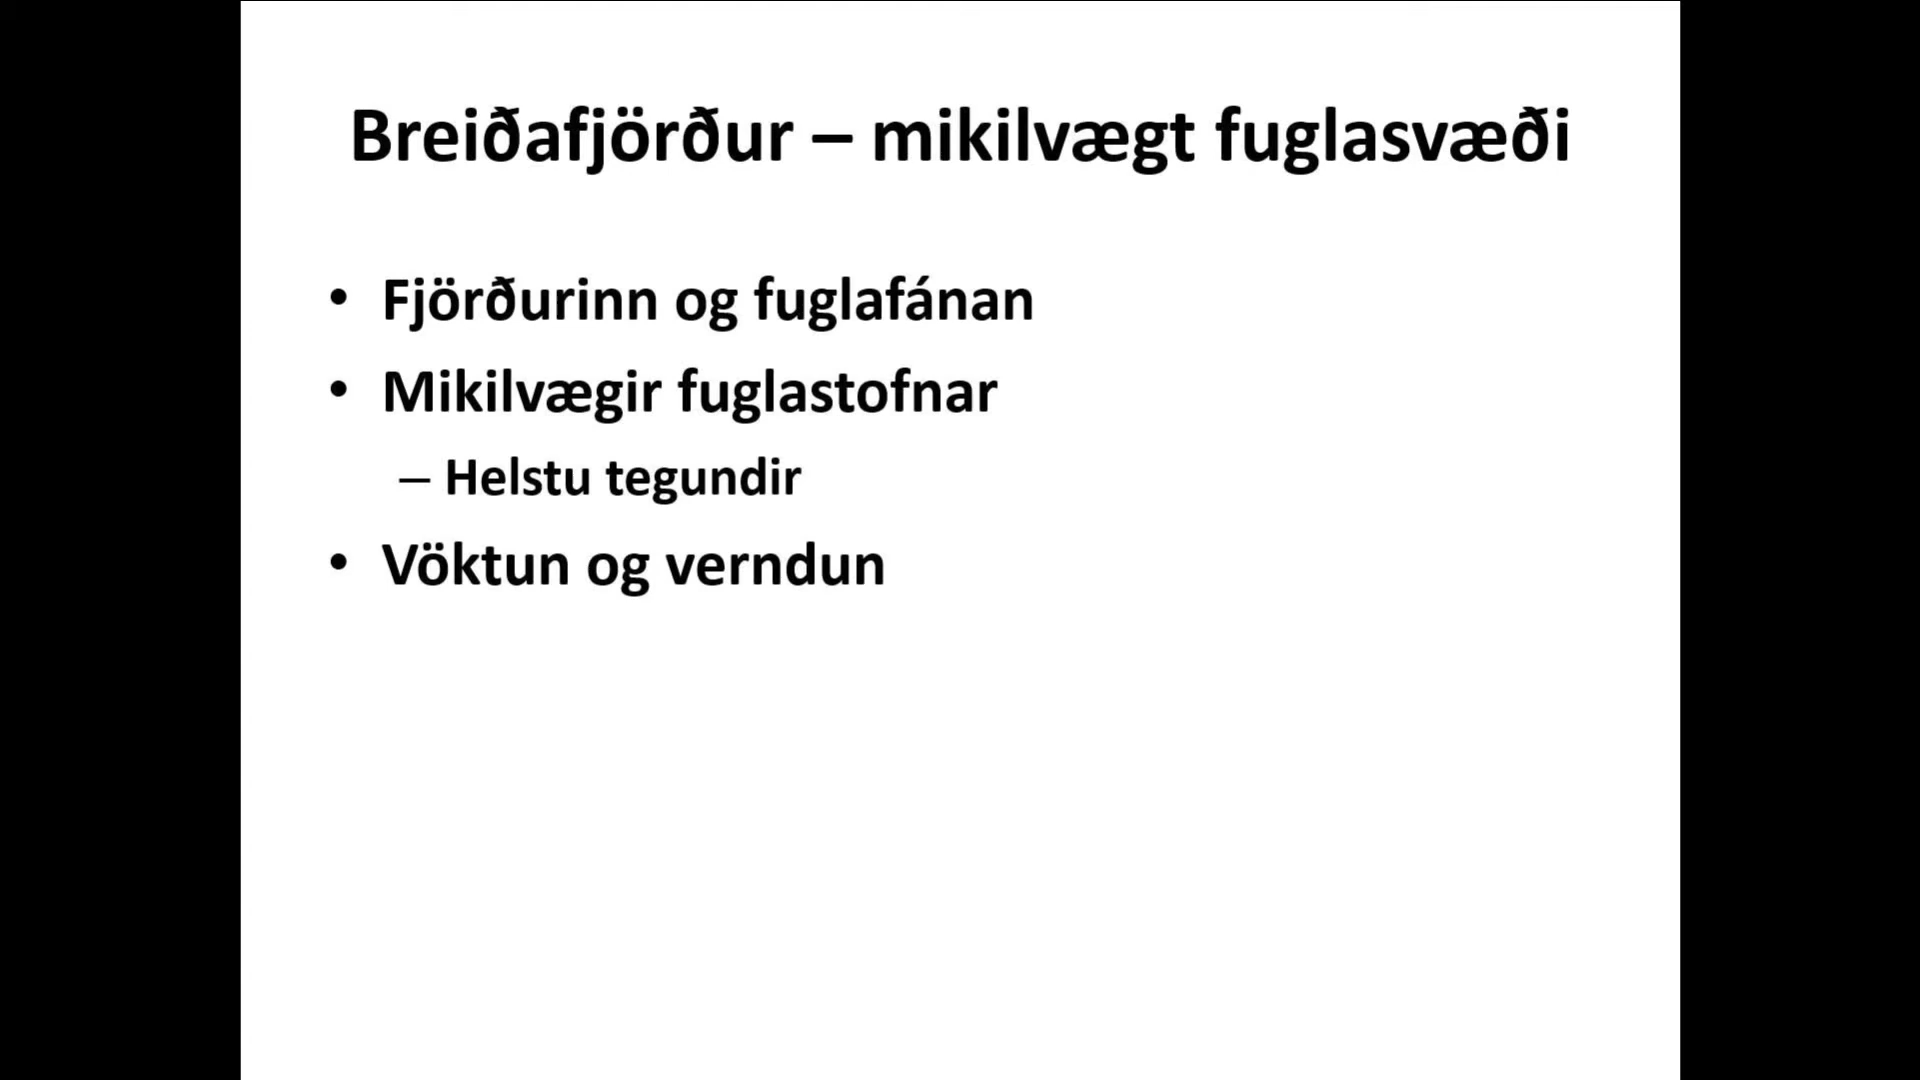 Breiðafjörður – mikilvægt fuglasvæði
• Fjörðurinn og fuglafánan
• Mikilvægir fuglastofnar
– Helstu tegundir
• Vöktun og verndun